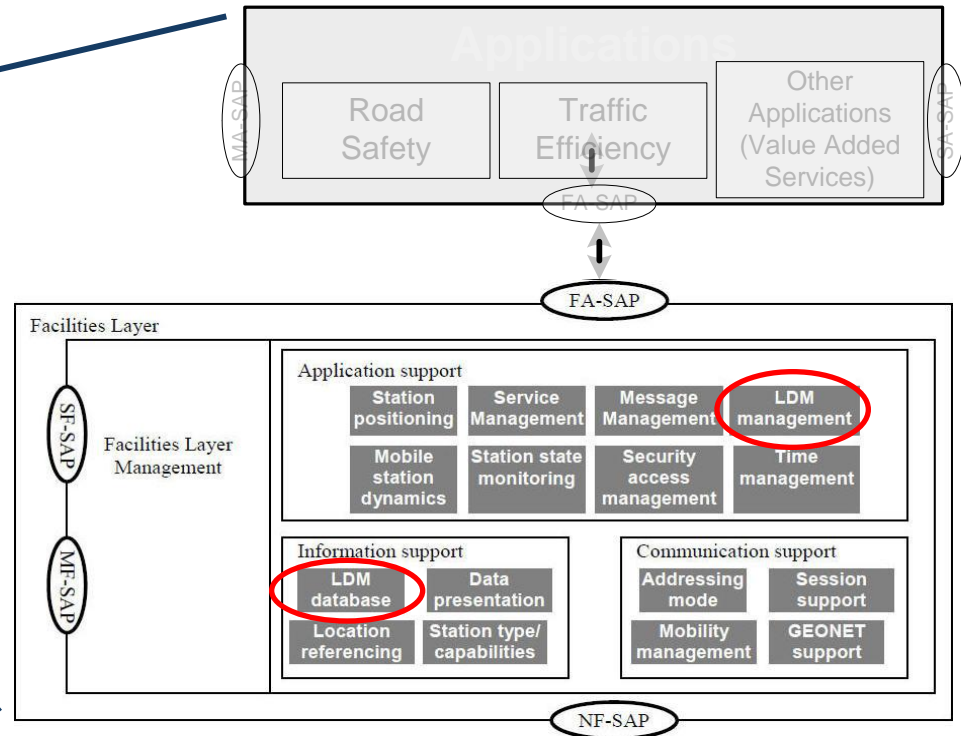 Applications
MA-SAP
Road
Safety
Traffic
Efficiency
Other
Applications
(Value Added
Services)
SA-SAP
FA-SAP
FA-SAP
Facilities Layer
SF-SAP
MF-SAP
Facilities Layer
Management
Application support
Station
positioning
Service
Management
Message
Management
LDM
management
Mobile
station
dynamics
Station state
monitoring
Security
access
management
Time
management
Information support
LDM
database
Data
presentation
Location
referencing
Station type/
capabilities
Communication support
Addressing
mode
Session
support
Mobility
management
GEONET
support
NF-SAP